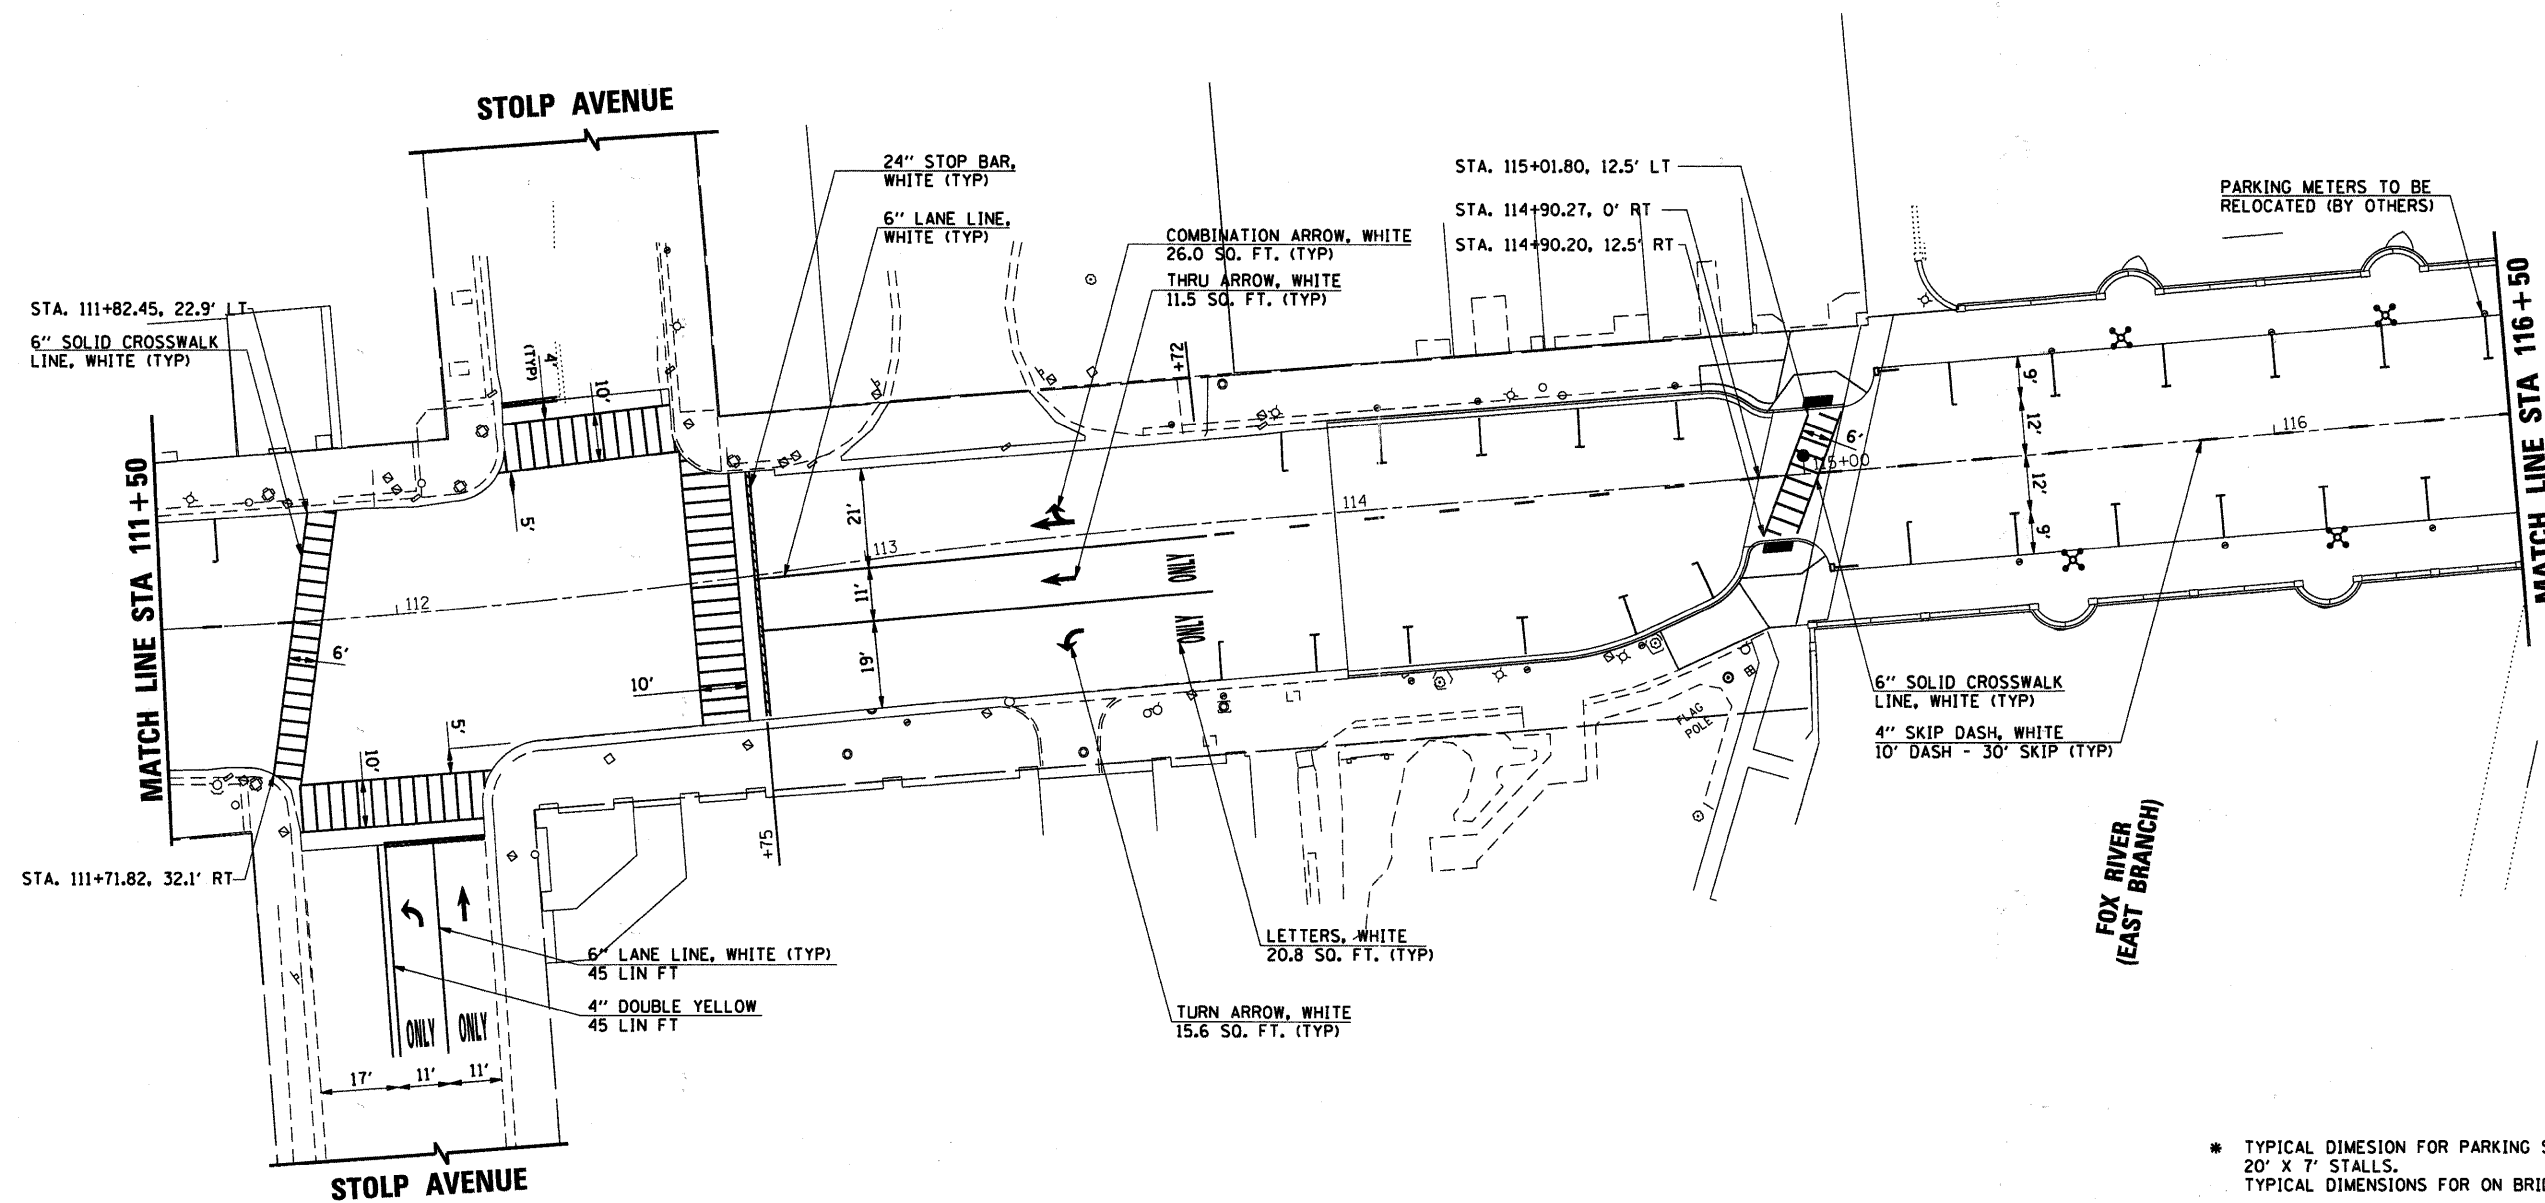 STOLP AVENUE
24" STOP BAR,
WHITE (TYP)
6" LANE LINE,
WHITE (TYP)
COMBINATION ARROW, WHITE
26.0 SQ. FT. (TYP)
THRU ARROW, WHITE
11.5 SQ. FT. (TYP)
STA. 115+01.80, 12.5' LT
STA. 114+90.27, 0' RT
STA. 114+90.20, 12.5' RT
PARKING METERS TO BE
RELOCATED (BY OTHERS)
STA. 111+82.45, 22.9' LT
6" SOLID CROSSWALK
LINE, WHITE (TYP)
MATCH LINE STA 111+50
MATCH LINE STA 116+50
4'
(TYP)
10'
5'
+72
9'
12'
12'
9'
6'
115+00
116
114
113
112
21'
11'
19'
ONLY
ONLY
6'
10'
5'
10'
+75
FLAG
POLE
6" SOLID CROSSWALK
LINE, WHITE (TYP)
4" SKIP DASH, WHITE
10' DASH - 30' SKIP (TYP)
FOX RIVER
(EAST BRANCH)
STA. 111+71.82, 32.1' RT
6" LANE LINE, WHITE (TYP)
45 LIN FT
4" DOUBLE YELLOW
45 LIN FT
LETTERS, WHITE
20.8 SQ. FT. (TYP)
TURN ARROW, WHITE
15.6 SQ. FT. (TYP)
ONLY
ONLY
17'
11'
11'
STOLP AVENUE
* TYPICAL DIMESION FOR PARKING
20' X 7' STALLS.
TYPICAL DIMENSIONS FOR ON